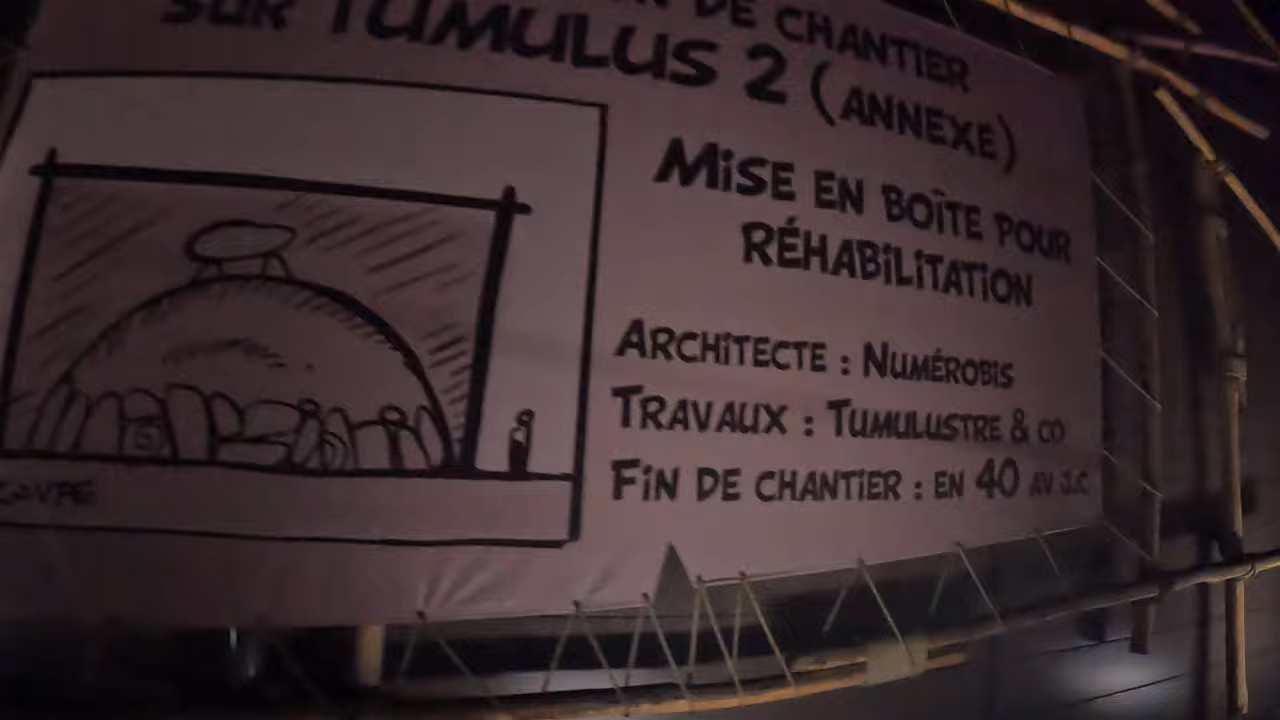 DE CHANTIER
SUR TUMULUS 2 (ANNEXE)
MiSE EN BOÎTE POUR
RÉHABiLiTATiON
ARCHiTECTE : NUMÉROBiS
TRAVAUX : TUMULUSTRE & CO
FiN DE CHANTiER : EN 40 AV J.C